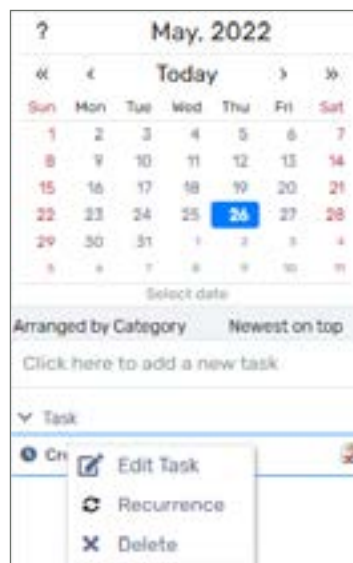 ? May, 2022
« ‹ Today › »
Sun Mon Tue Wed Thu Fri Sat
1 2 3 4 5 6 7
8 9 10 11 12 13 14
15 16 17 18 19 20 21
22 23 24 25 26 27 28
29 30 31 1 2 3 4
5 6 7 8 9 10 11
Select date
Arranged by Category Newest on top
Click here to add a new task
Task
Edit Task
Recurrence
Delete